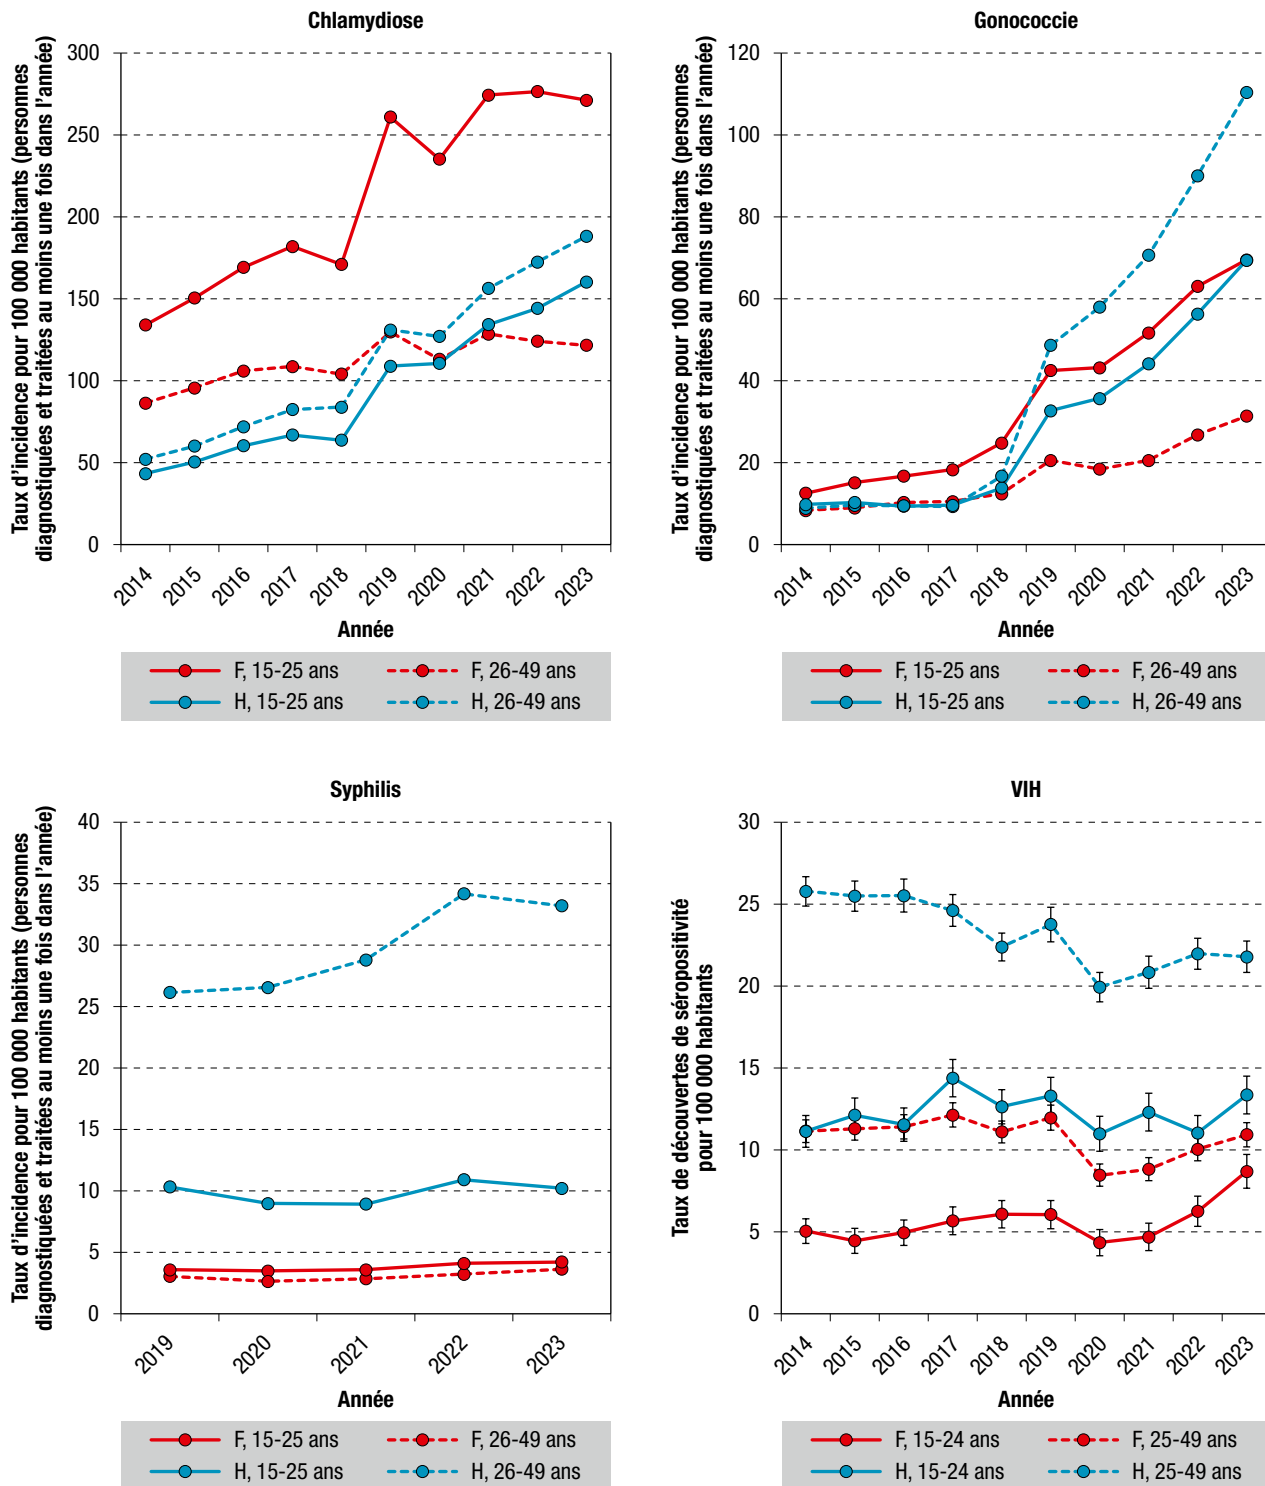 Chlamydiose
Taux d'incidence pour 100 000 habitants (personnes
diagnostiquées et traitées au moins une fois dans l'année)
300
250
200
150
100
50
0
2014
2015
2016
2017
2018
2019
2020
2021
2022
2023
Année
F, 15-25 ans
F, 26-49 ans
H, 15-25 ans
H, 26-49 ans
Gonococcie
Taux d'incidence pour 100 000 habitants (personnes
diagnostiquées et traitées au moins une fois dans l'année)
120
100
80
60
40
20
0
2014
2015
2016
2017
2018
2019
2020
2021
2022
2023
Année
F, 15-25 ans
F, 26-49 ans
H, 15-25 ans
H, 26-49 ans
Syphilis
Taux d'incidence pour 100 000 habitants (personnes
diagnostiquées et traitées au moins une fois dans l'année)
40
35
30
25
20
15
10
5
0
2019
2020
2021
2022
2023
Année
F, 15-25 ans
F, 26-49 ans
H, 15-25 ans
H, 26-49 ans
VIH
Taux de découvertes de séropositivité
pour 100 000 habitants
30
25
20
15
10
5
0
2014
2015
2016
2017
2018
2019
2020
2021
2022
2023
Année
F, 15-24 ans
F, 25-49 ans
H, 15-24 ans
H, 25-49 ans